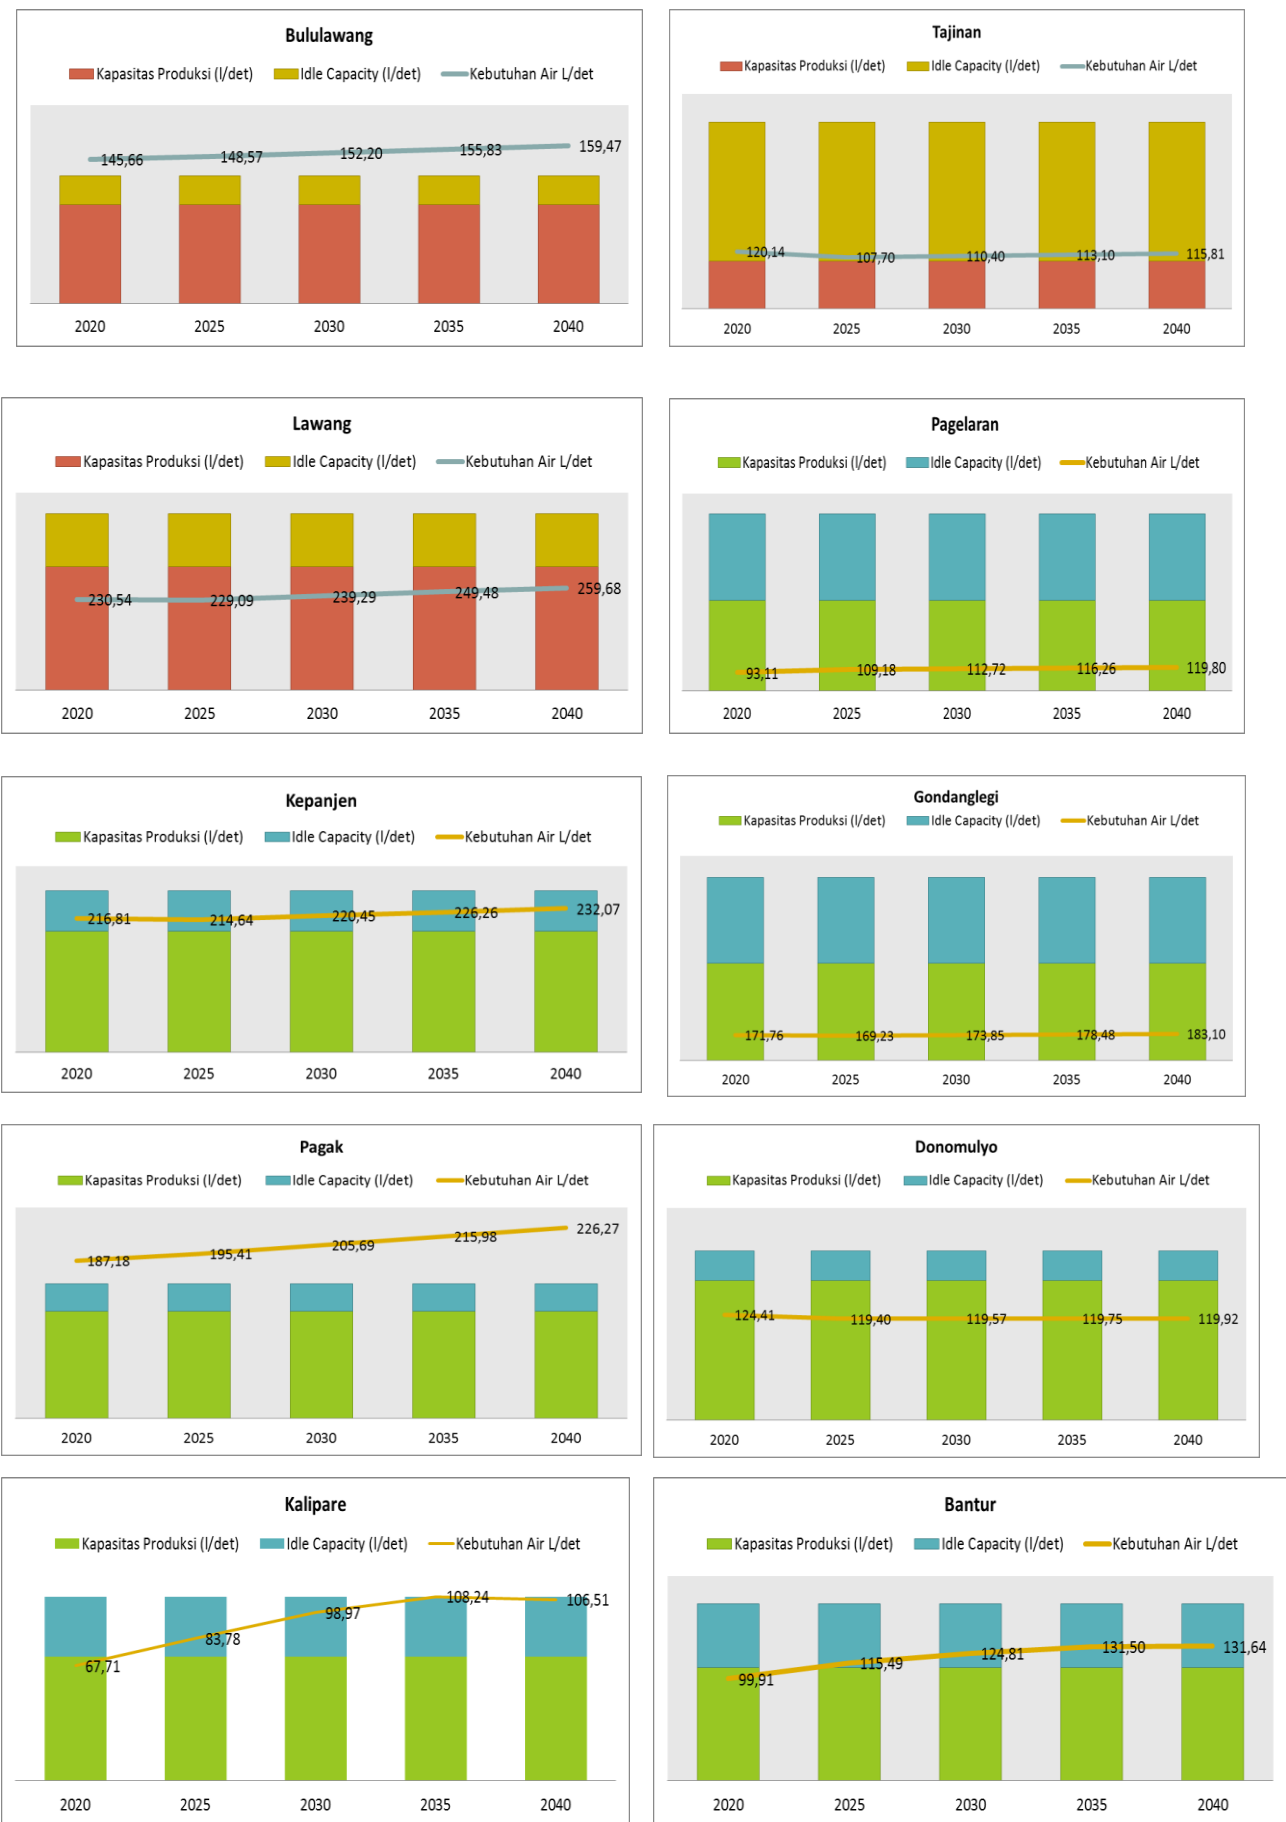 Bululawang
Kapasitas Produksi (l/det) Idle Capacity (l/det) Kebutuhan Air L/det
145,66 148,57 152,20 155,83 159,47
2020 2025 2030 2035 2040
Tajinan
Kapasitas Produksi (l/det) Idle Capacity (l/det) Kebutuhan Air L/det
120,14 107,70 110,40 113,10 115,81
2020 2025 2030 2035 2040
Lawang
Kapasitas Produksi (l/det) Idle Capacity (l/det) Kebutuhan Air L/det
230,54 229,09 239,29 249,48 259,68
2020 2025 2030 2035 2040
Pagelaran
Kapasitas Produksi (l/det) Idle Capacity (l/det) Kebutuhan Air L/det
93,11 109,18 112,72 116,26 119,80
2020 2025 2030 2035 2040
Kepanjen
Kapasitas Produksi (l/det) Idle Capacity (l/det) Kebutuhan Air L/det
216,81 214,64 220,45 226,26 232,07
2020 2025 2030 2035 2040
Gondanglegi
Kapasitas Produksi (l/det) Idle Capacity (l/det) Kebutuhan Air L/det
171,76 169,23 173,85 178,48 183,10
2020 2025 2030 2035 2040
Pagak
Kapasitas Produksi (l/det) Idle Capacity (l/det) Kebutuhan Air L/det
187,18 195,41 205,69 215,98 226,27
2020 2025 2030 2035 2040
Donomulyo
Kapasitas Produksi (l/det) Idle Capacity (l/det) Kebutuhan Air L/det
124,41 119,40 119,57 119,75 119,92
2020 2025 2030 2035 2040
Kalipare
Kapasitas Produksi (l/det) Idle Capacity (l/det) Kebutuhan Air L/det
67,71 83,78 98,97 108,24 106,51
2020 2025 2030 2035 2040
Bantur
Kapasitas Produksi (l/det) Idle Capacity (l/det) Kebutuhan Air L/det
99,91 115,49 124,81 131,50 131,64
2020 2025 2030 2035 2040